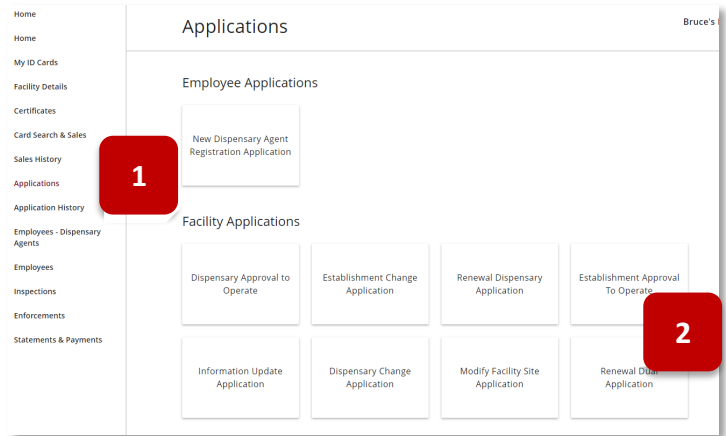 Home
Home
My ID Cards
Facility Details
Certificates
Card Search & Sales
Sales History
Applications
Application History
Employees - Dispensary
Agents
Employees
Inspections
Enforcements
Statements & Payments
1
Applications
Bruce's
Employee Applications
New Dispensary Agent
Registration Application
Facility Applications
Dispensary Approval to
Operate
Establishment Change
Application
Renewal Dispensary
Application
Establishment Approval
To Operate
2
Information Update
Application
Dispensary Change
Application
Modify Facility Site
Application
Renewal Dual
Application